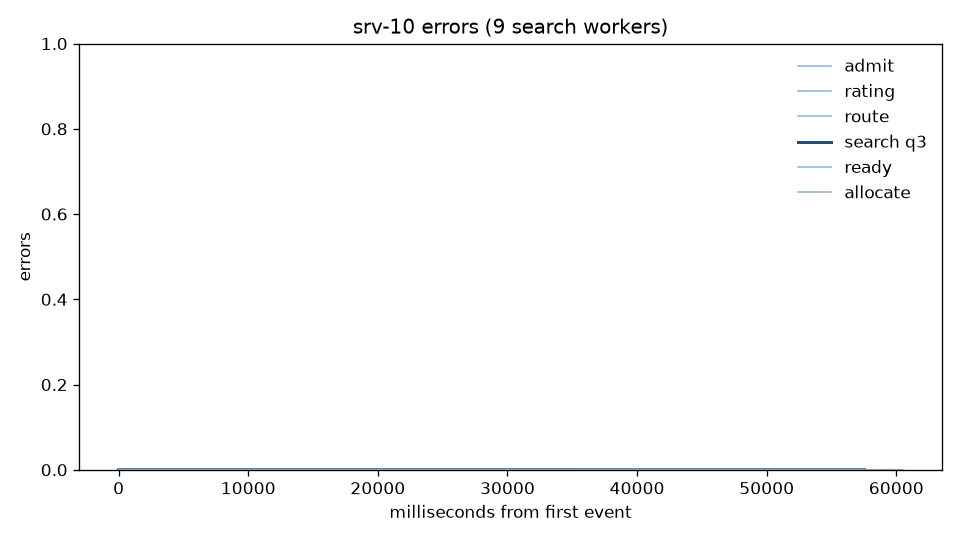 srv-10 errors (9 search workers)
1.0
0.8
0.6
0.4
0.2
0.0
errors
admit
rating
route
search q3
ready
allocate
0 10000 20000 30000 40000 50000 60000
milliseconds from first event